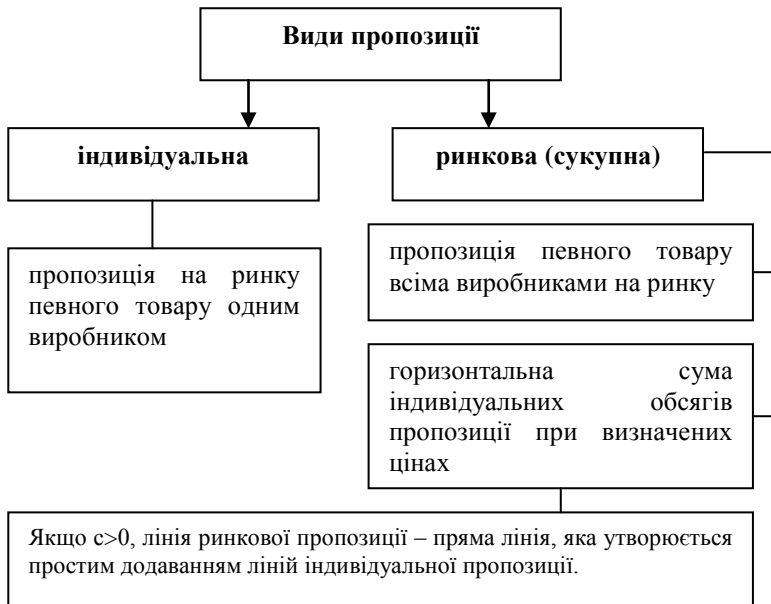 Види пропозиції
індивідуальна
ринкова (сукупна)
пропозиція на ринку
певного товару одним
виробником
пропозиція певного товару
всіма виробниками на ринку
горизонтальна сума
індивідуальних обсягів
пропозиції при визначених
цінах
Якщо с>0, лінія ринкової пропозиції – пряма лінія, яка утворюється
простим додаванням ліній індивідуальної пропозиції.